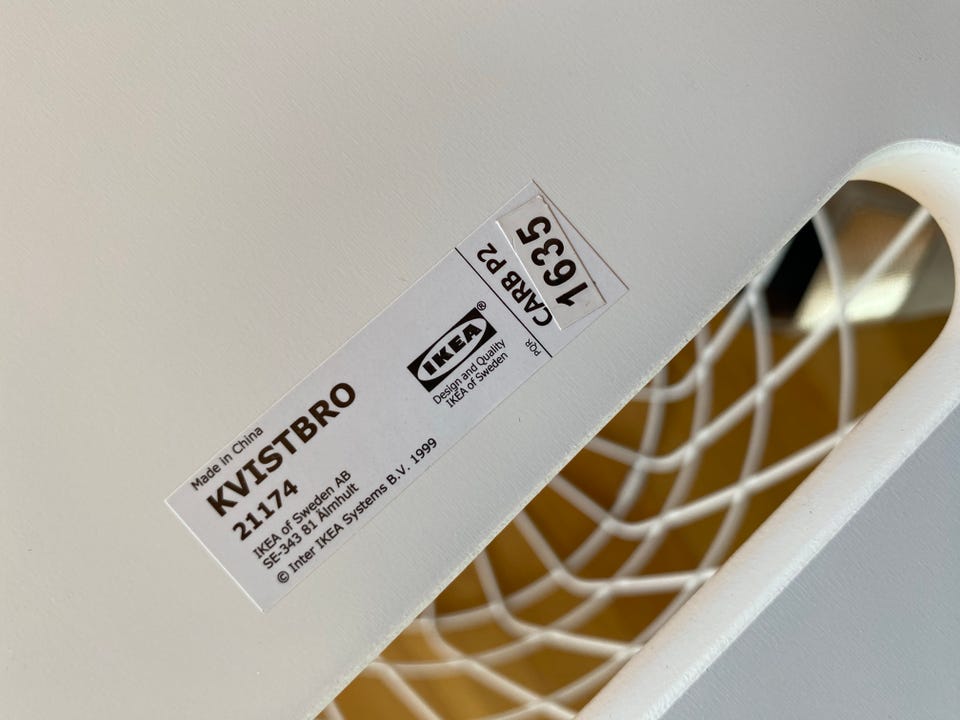 Made in China
KVISTBRO
21174
IKEA of Sweden AB
SE-343 81 Älmhult
© Inter IKEA Systems B.V. 1999
IKEA®
Design and Quality
IKEA of Sweden
PQR
CARB P2
1635